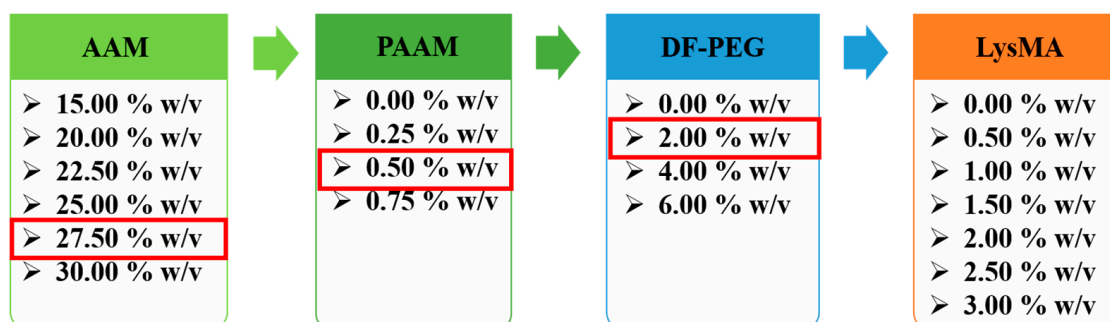 AAM
➢ 15.00 % w/v
➢ 20.00 % w/v
➢ 22.50 % w/v
➢ 25.00 % w/v
➢ 27.50 % w/v
➢ 30.00 % w/v
PAAM
➢ 0.00 % w/v
➢ 0.25 % w/v
➢ 0.50 % w/v
➢ 0.75 % w/v
DF-PEG
➢ 0.00 % w/v
➢ 2.00 % w/v
➢ 4.00 % w/v
➢ 6.00 % w/v
LysMA
➢ 0.00 % w/v
➢ 0.50 % w/v
➢ 1.00 % w/v
➢ 1.50 % w/v
➢ 2.00 % w/v
➢ 2.50 % w/v
➢ 3.00 % w/v